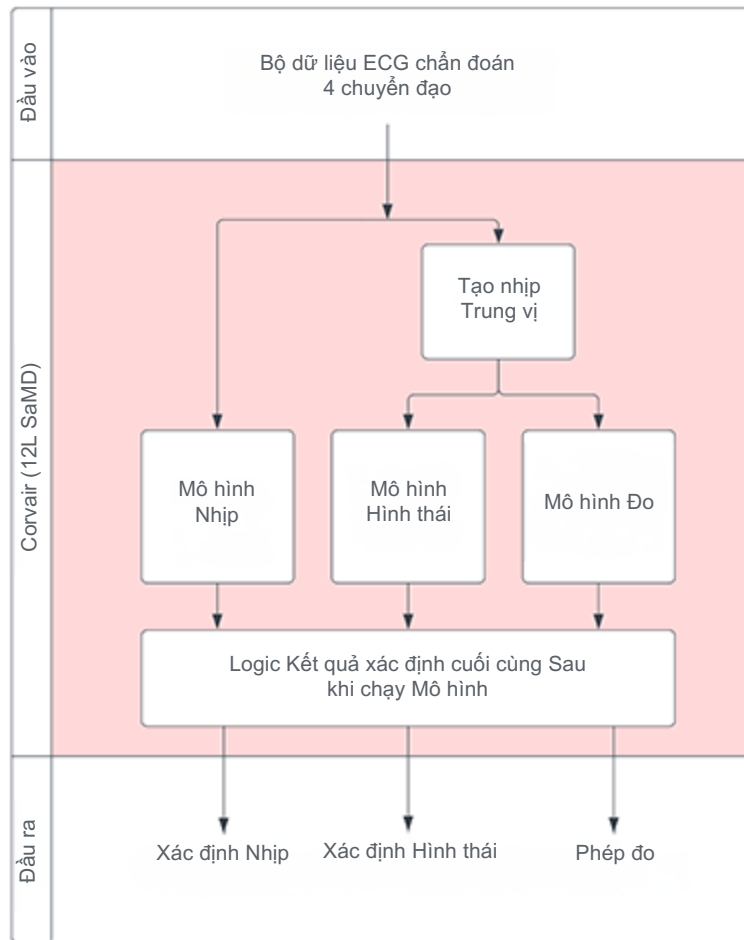 Đầu vào
Bộ dữ liệu ECG chẩn đoán
4 chuyển đạo
Corvair (12L SaMD)
Tạo nhịp
Trung vị
Mô hình
Nhịp
Mô hình
Hình thái
Mô hình Đo
Logic Kết quả xác định cuối cùng Sau
khi chạy Mô hình
Đầu ra
Xác định Nhịp
Xác định Hình thái
Phép đo